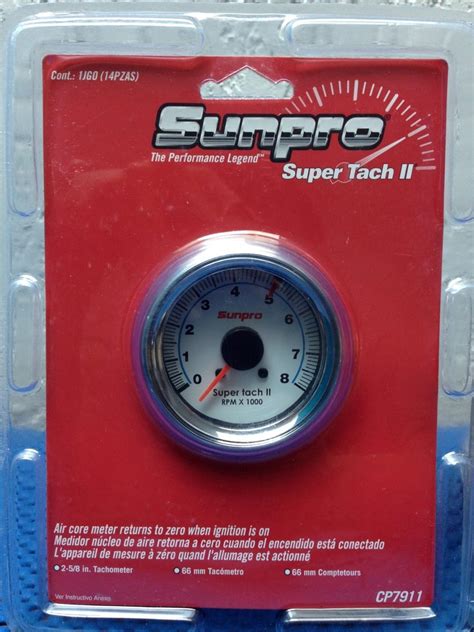 Cont.: 1JGO (14PZAS)
Sunpro®
The Performance Legend™
Super Tach II
0 1 2 3 4 5 6 7 8
Sunpro
Super tach II
RPM X 1000
Air core meter returns to zero when ignition is on
Medidor núcleo de aire retorna a cero cuando el encendido está conectado
L'appareil de mesure à zéro quand l'allumage est actionné
• 2-5/8 in. Tachometer • 66 mm Tacómetro • 66 mm Comptetours
Ver Instructivo Anexo
CP7911